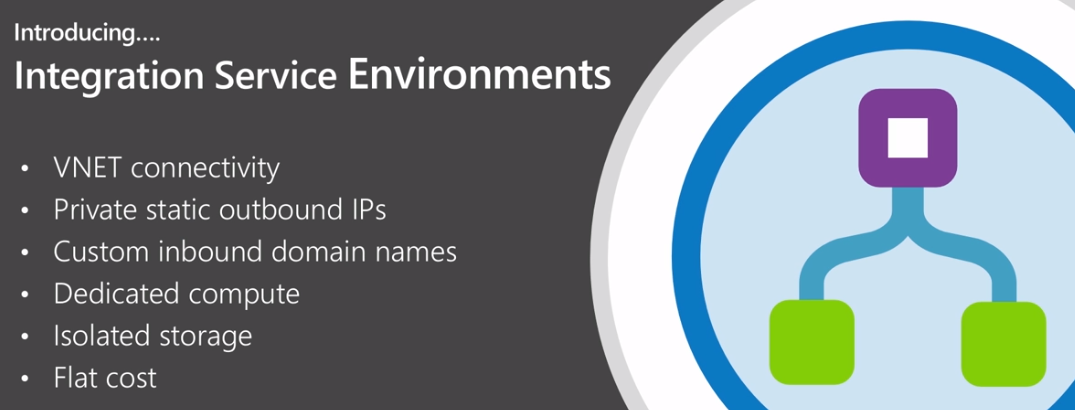 Introducing....
Integration Service Environments
• VNET connectivity
• Private static outbound IPs
• Custom inbound domain names
• Dedicated compute
• Isolated storage
• Flat cost